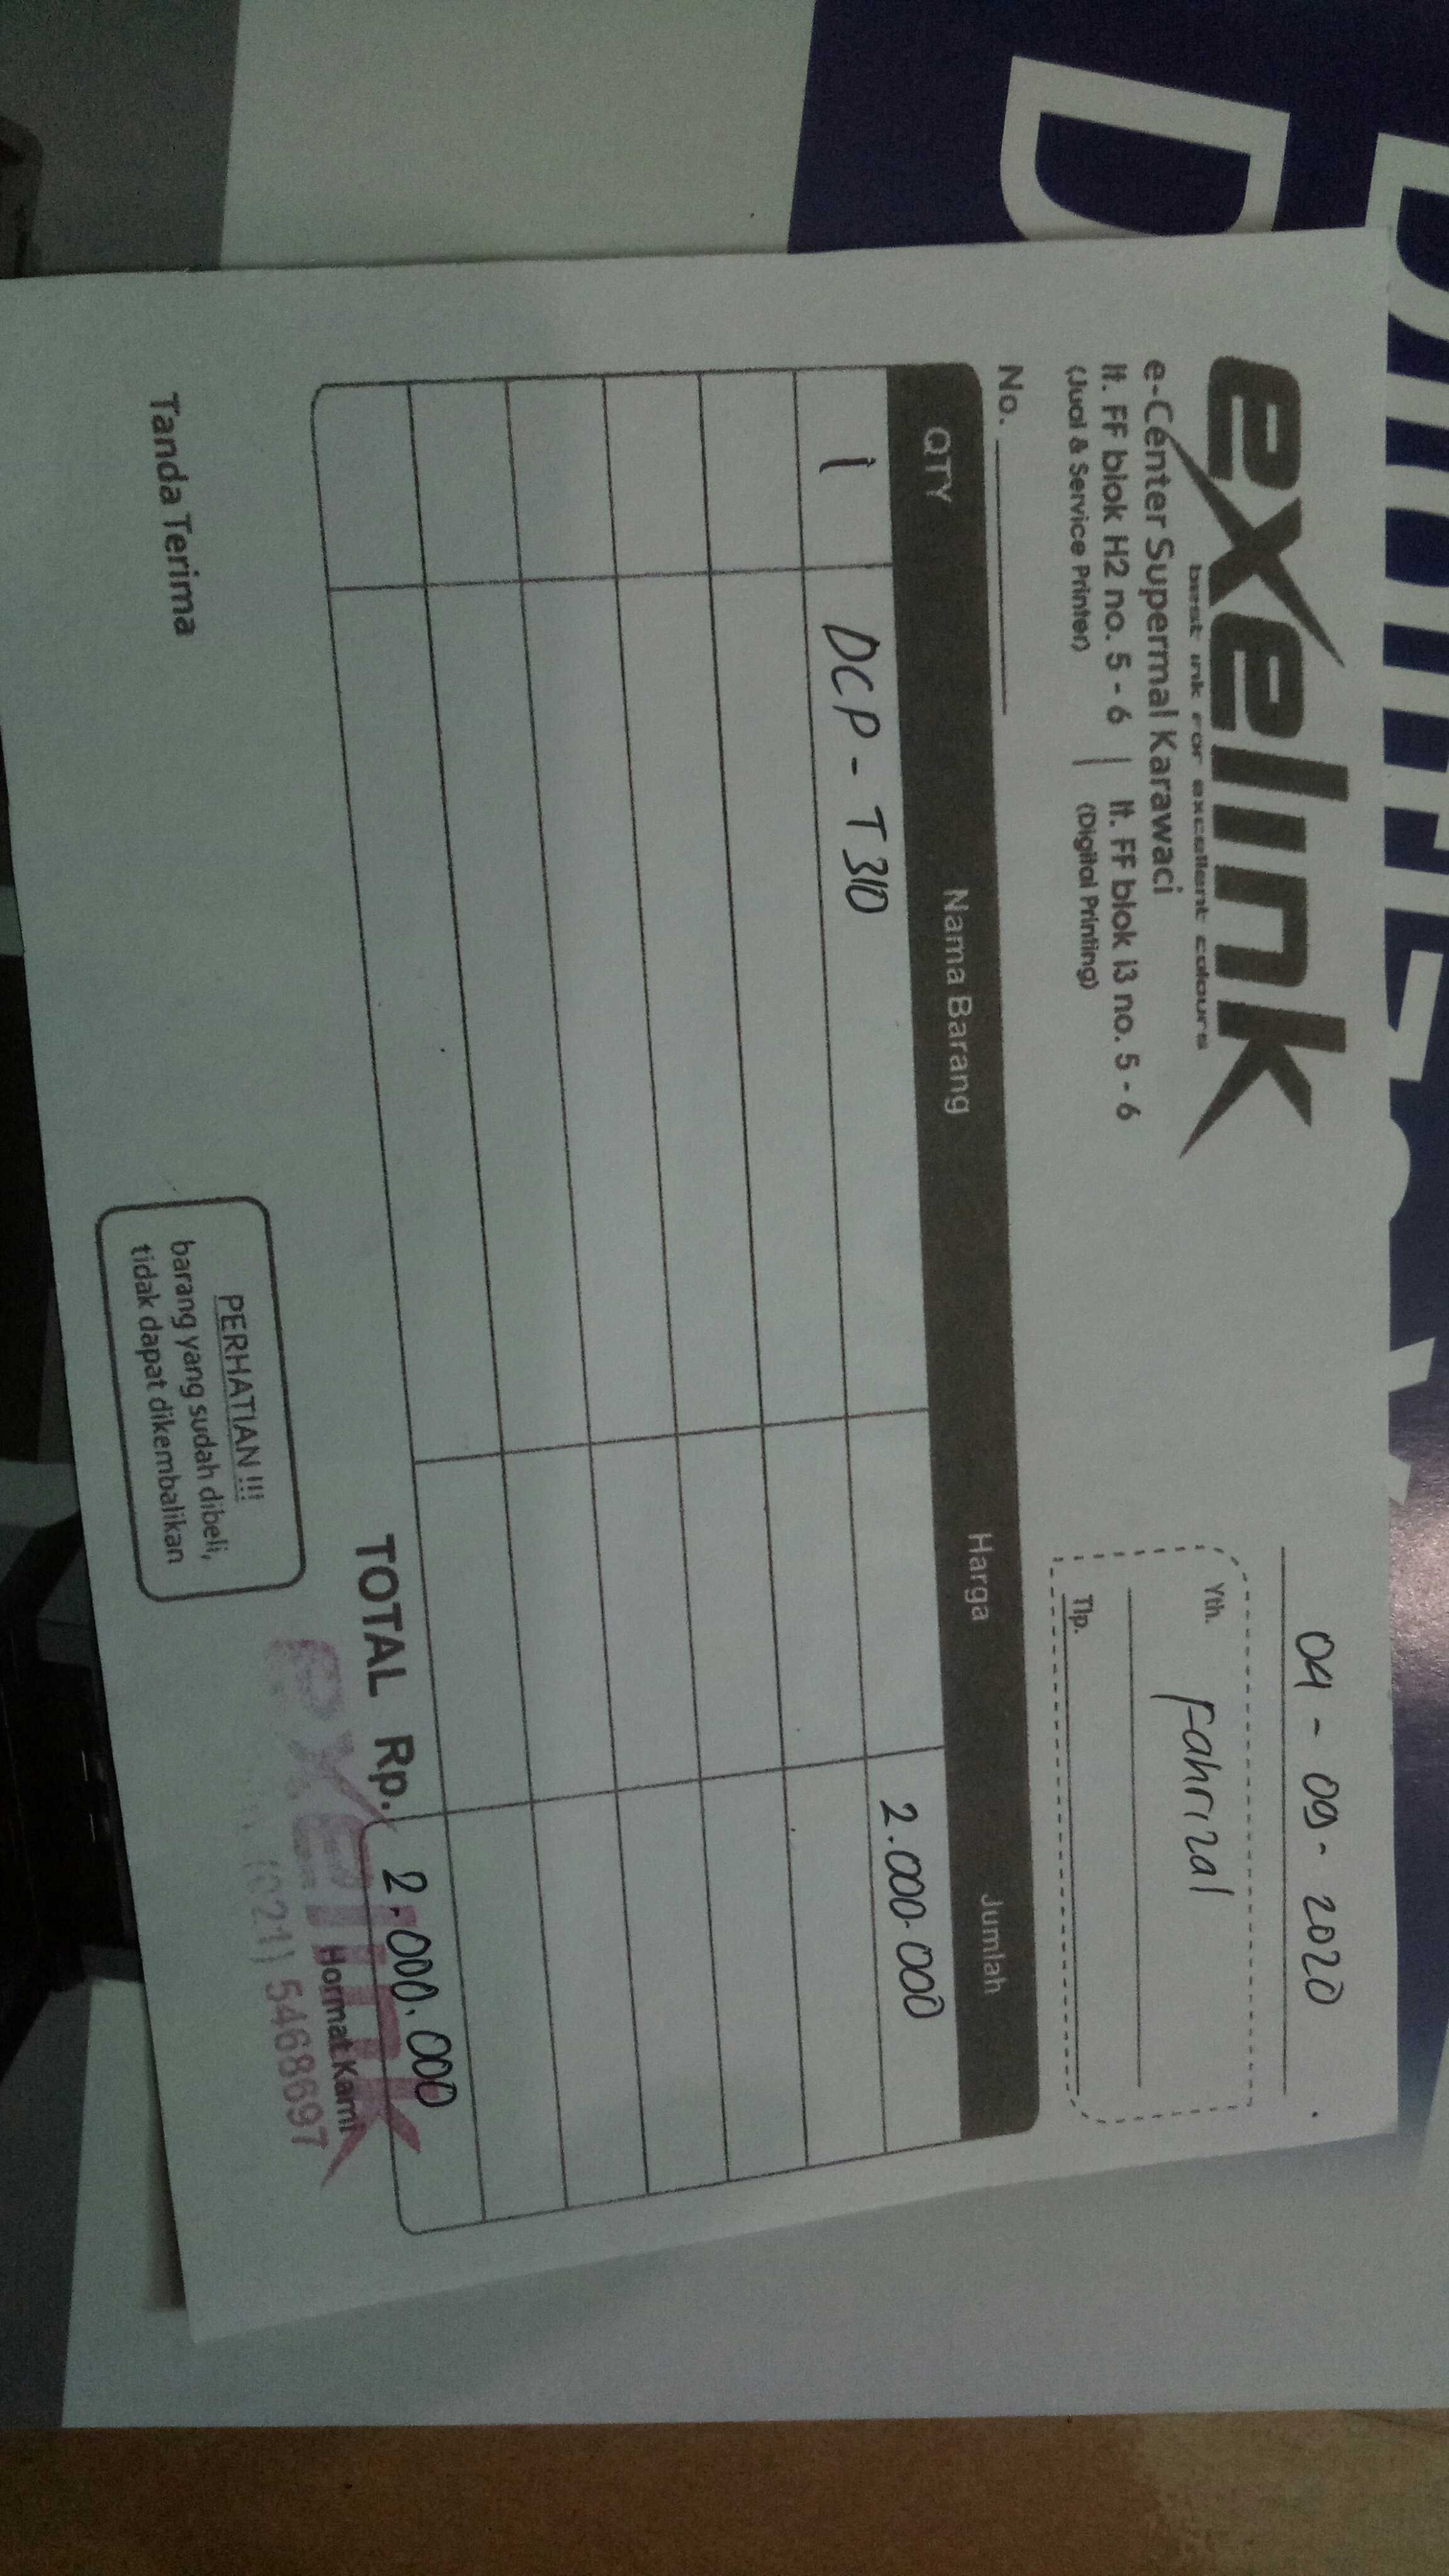 exelink
best ink for excellent colours
e-Center Supermal Karawaci
lt. FF blok H2 no. 5 - 6 | lt. FF blok i3 no. 5 - 6
(Jual & Service Printer) (Digital Printing)
04 - 09 - 2020
Yth. Fahrizal
Tlp.
No.
QTY Nama Barang Harga Jumlah
1 DCP - T310 2.000.000
TOTAL Rp. 2.000.000
Tanda Terima
PERHATIAN !!!
barang yang sudah dibeli,
tidak dapat dikembalikan
Hormat Kami
exelink
(021) 5468697